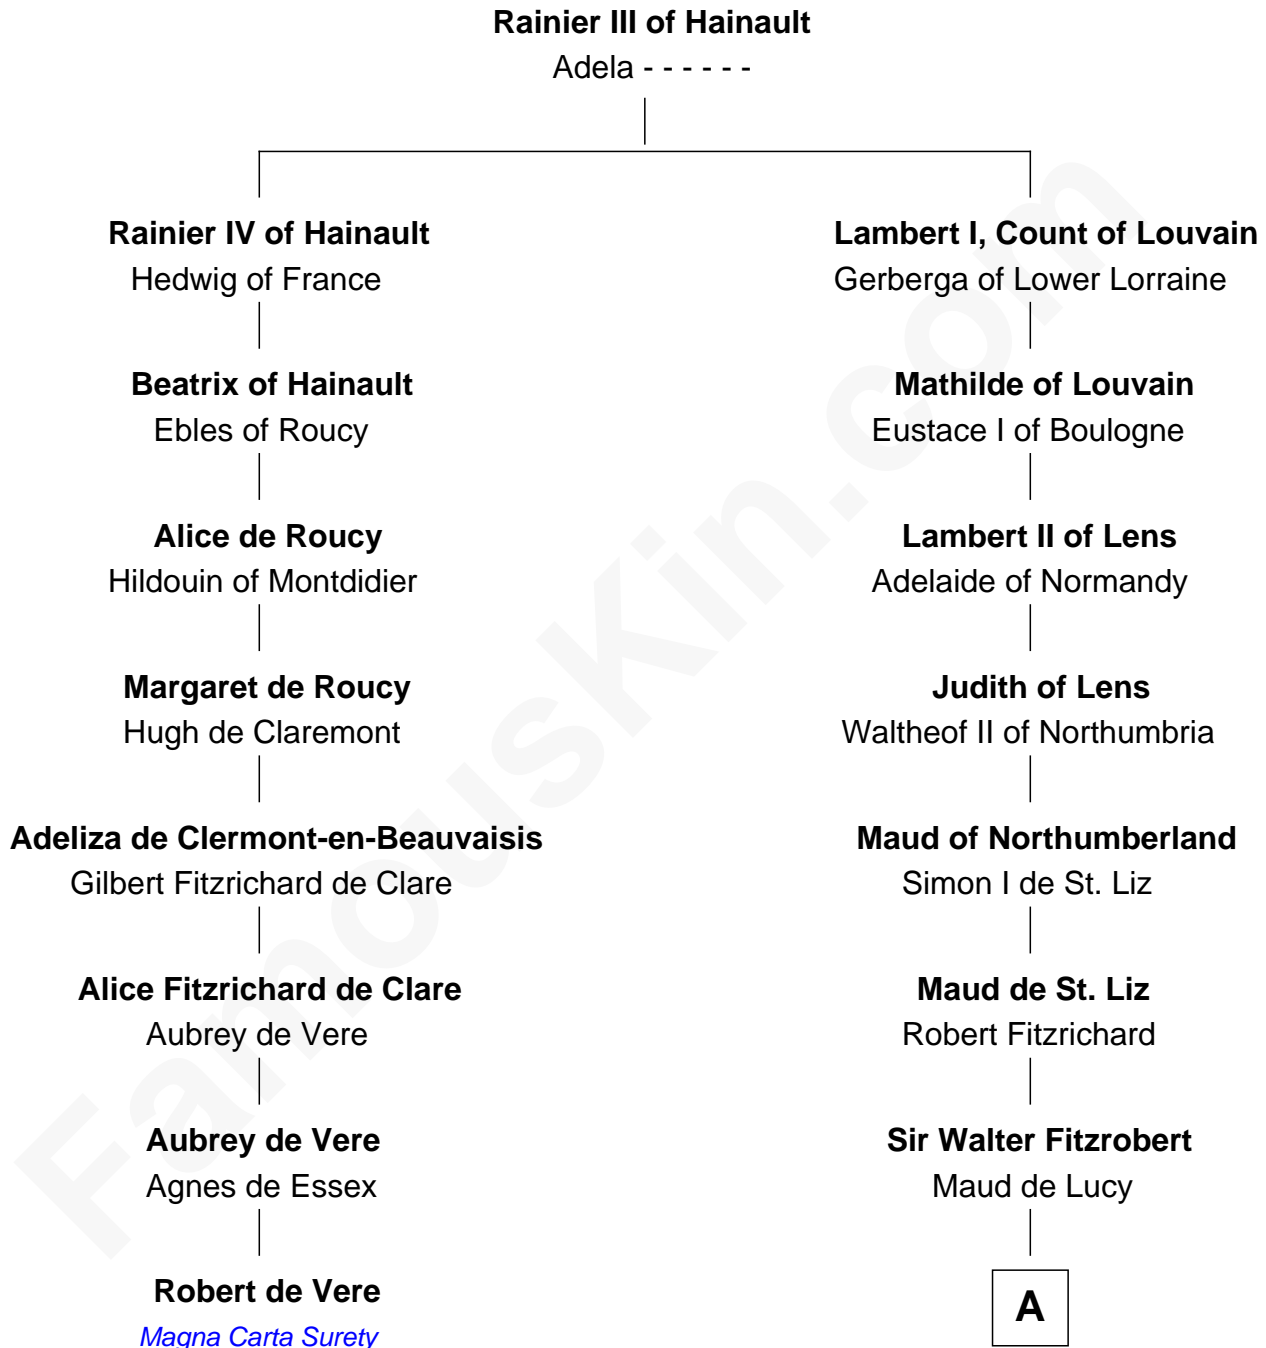 Rainier III of Hainault
Adela - - - - - -
Rainier IV of Hainault
Hedwig of France
Lambert I, Count of Louvain
Gerberga of Lower Lorraine
Beatrix of Hainault
Ebles of Roucy
Mathilde of Louvain
Eustace I of Boulogne
Alice de Roucy
Hildouin of Montdidier
Lambert II of Lens
Adelaide of Normandy
Margaret de Roucy
Hugh de Claremont
Judith of Lens
Waltheof II of Northumbria
Adeliza de Clermont-en-Beauvaisis
Gilbert Fitzrichard de Clare
Maud of Northumberland
Simon I de St. Liz
Alice Fitzrichard de Clare
Aubrey de Vere
Maud de St. Liz
Robert Fitzrichard
Aubrey de Vere
Agnes de Essex
Sir Walter Fitzrobert
Maud de Lucy
Robert de Vere
Magna Carta Surety
A
FamousKin.com